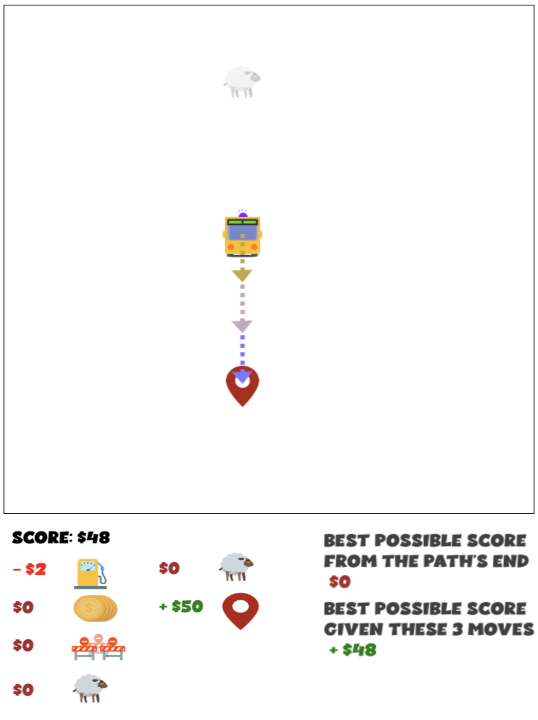 SCORE: $48
- $2
$0
$0
+ $50
$0
$0
BEST POSSIBLE SCORE
FROM THE PATH'S END
$0
BEST POSSIBLE SCORE
GIVEN THESE 3 MOVES
+ $48